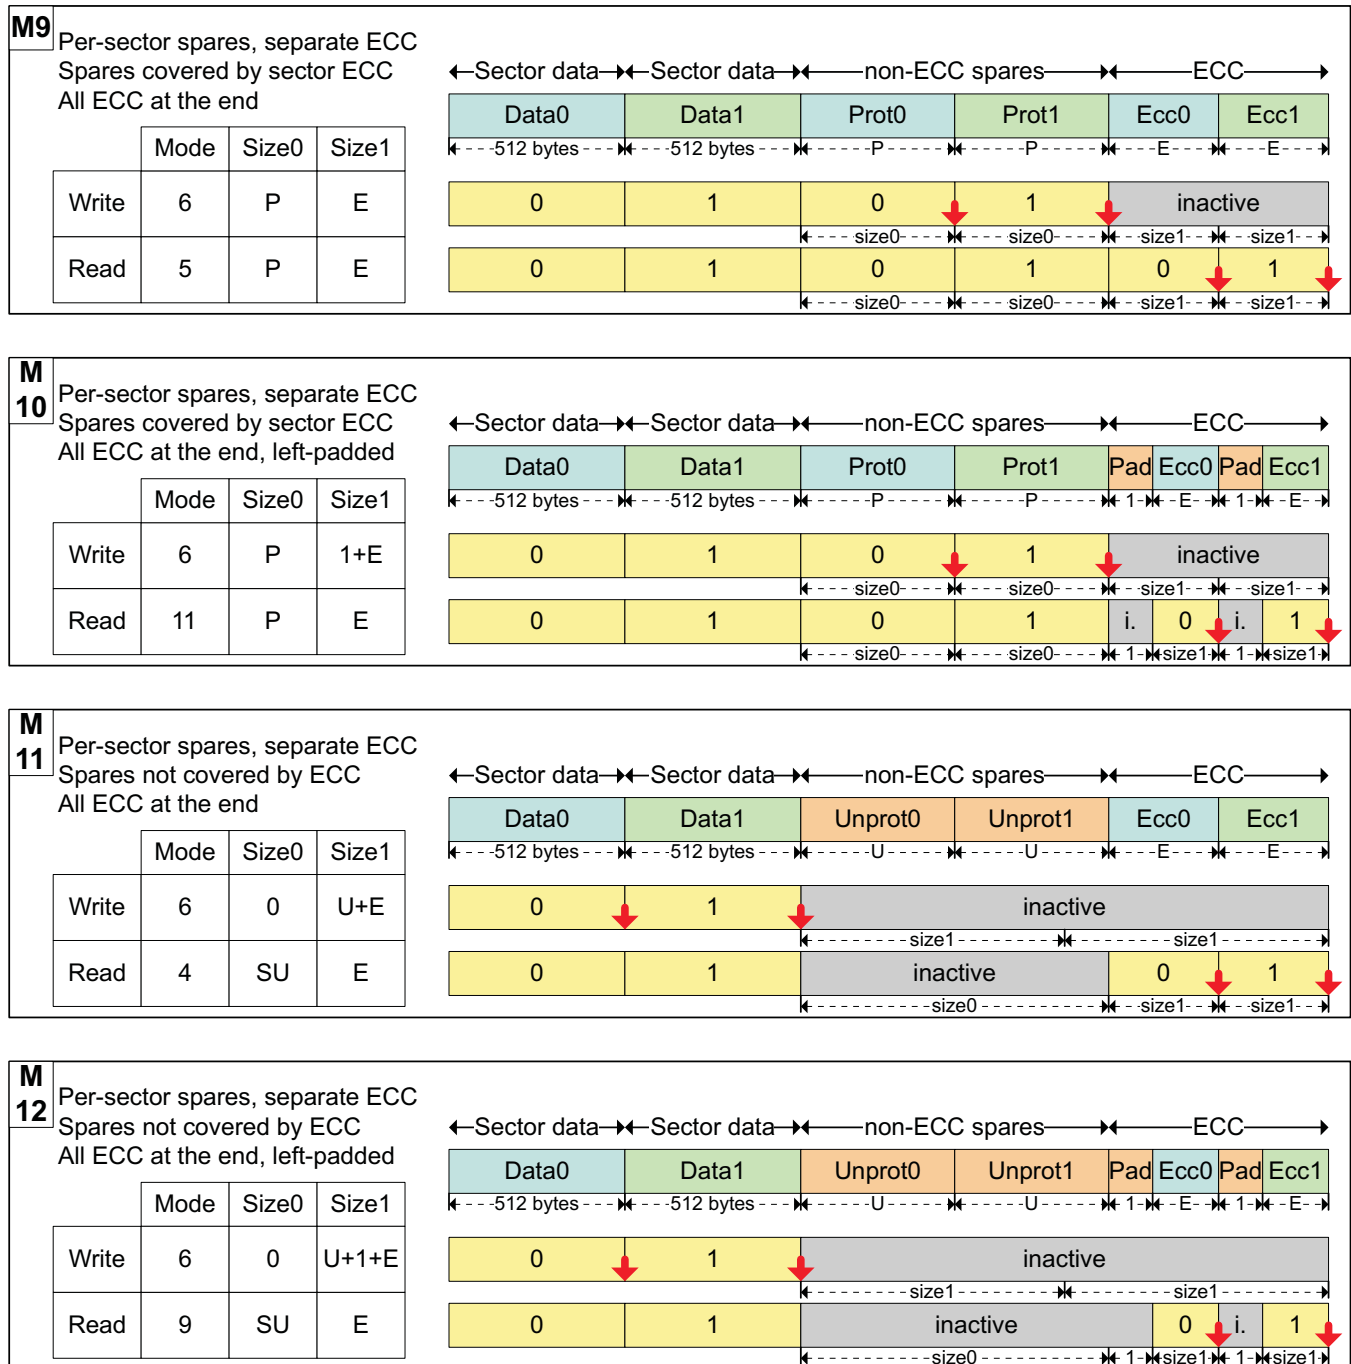 M9
Per-sector spares, separate ECC
Spares covered by sector ECC
All ECC at the end
Sector data Sector data non-ECC spares ECC
Data0 Data1 Prot0 Prot1 Ecc0 Ecc1
512 bytes 512 bytes P P E E
Mode Size0 Size1
Write 6 P E
0 1 0 1 inactive
size0 size0 size1 size1
Read 5 P E
0 1 0 1 0 1
size0 size0 size1 size1
M
10
Per-sector spares, separate ECC
Spares covered by sector ECC
All ECC at the end, left-padded
Sector data Sector data non-ECC spares ECC
Data0 Data1 Prot0 Prot1 Pad Ecc0 Pad Ecc1
512 bytes 512 bytes P P 1 E 1 E
Mode Size0 Size1
Write 6 P 1+E
0 1 0 1 inactive
size0 size0 size1 size1
Read 11 P E
0 1 0 1 i. 0 i. 1
size0 size0 1 size1 1 size1
M
11
Per-sector spares, separate ECC
Spares not covered by ECC
All ECC at the end
Sector data Sector data non-ECC spares ECC
Data0 Data1 Unprot0 Unprot1 Ecc0 Ecc1
512 bytes 512 bytes U U E E
Mode Size0 Size1
Write 6 0 U+E
0 1 inactive
size1 size1
Read 4 SU E
0 1 inactive 0 1
size0 size1 size1
M
12
Per-sector spares, separate ECC
Spares not covered by ECC
All ECC at the end, left-padded
Sector data Sector data non-ECC spares ECC
Data0 Data1 Unprot0 Unprot1 Pad Ecc0 Pad Ecc1
512 bytes 512 bytes U U 1 E 1 E
Mode Size0 Size1
Write 6 0 U+1+E
0 1 inactive
size1 size1
Read 9 SU E
0 1 inactive 0 i. 1
size0 1 size1 1 size1